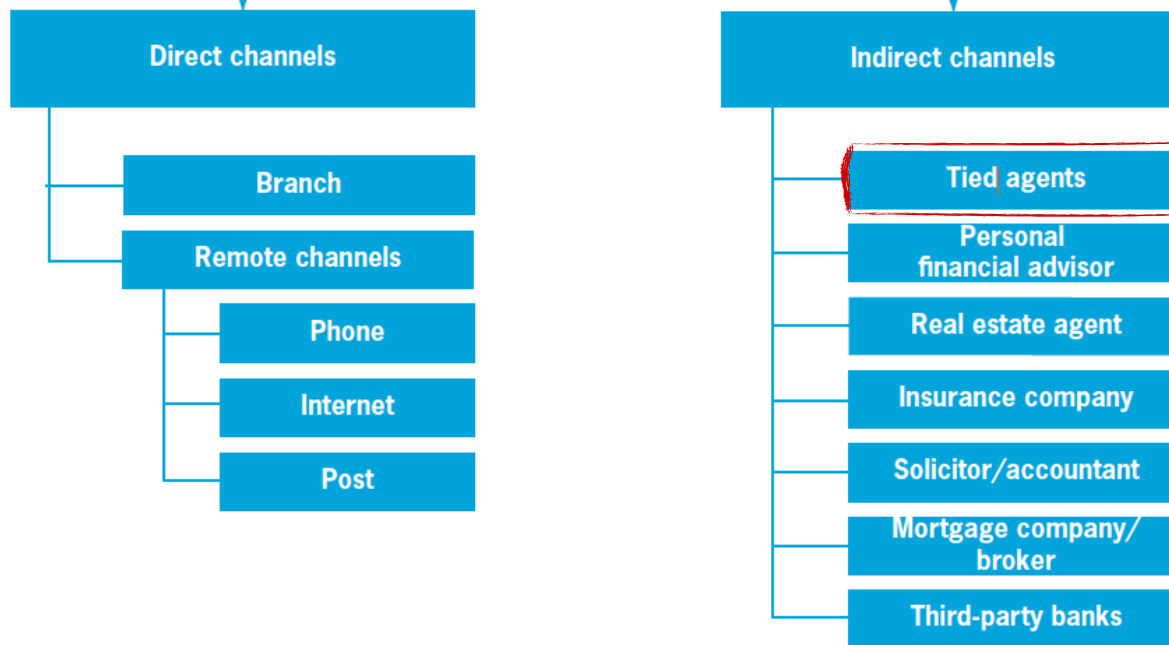 Direct channels
Branch
Remote channels
Phone
Internet
Post
Indirect channels
Tied agents
Personal
financial advisor
Real estate agent
Insurance company
Solicitor/accountant
Mortgage company/
broker
Third-party banks